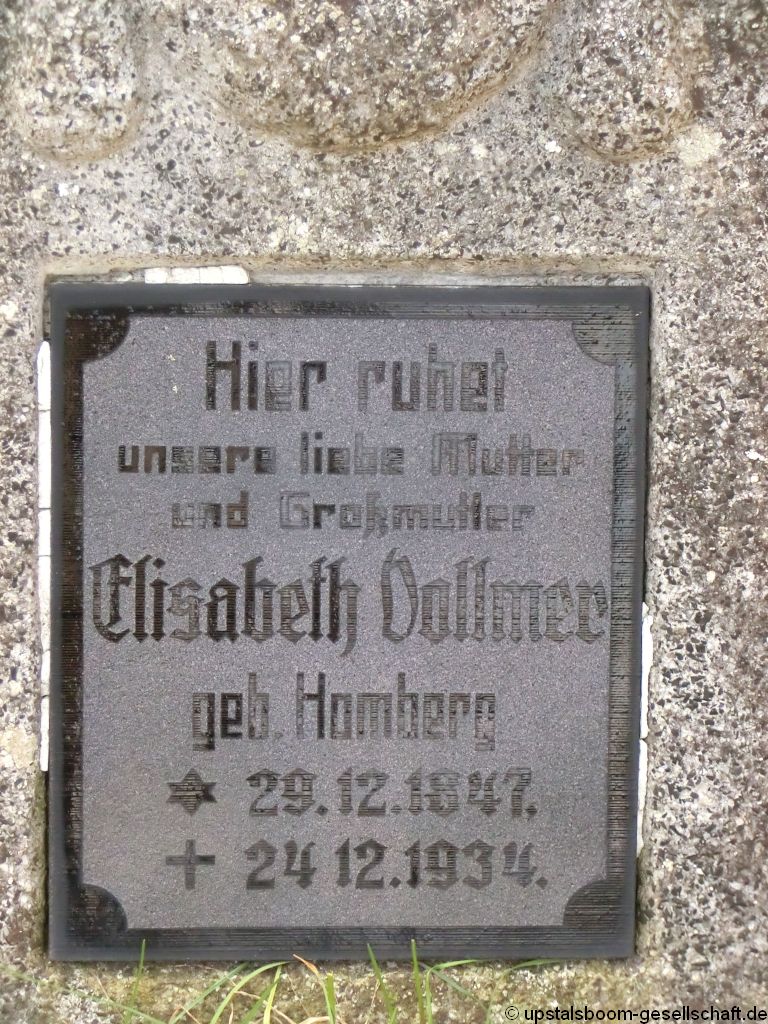 Hier ruhet
unsere liebe Mutter
und Großmutter
Elisabeth Vollmer
geb. Homberg
✶ 29.12.1847.
+ 24 12.1934.
© upstalsboom-gesellschaft.de